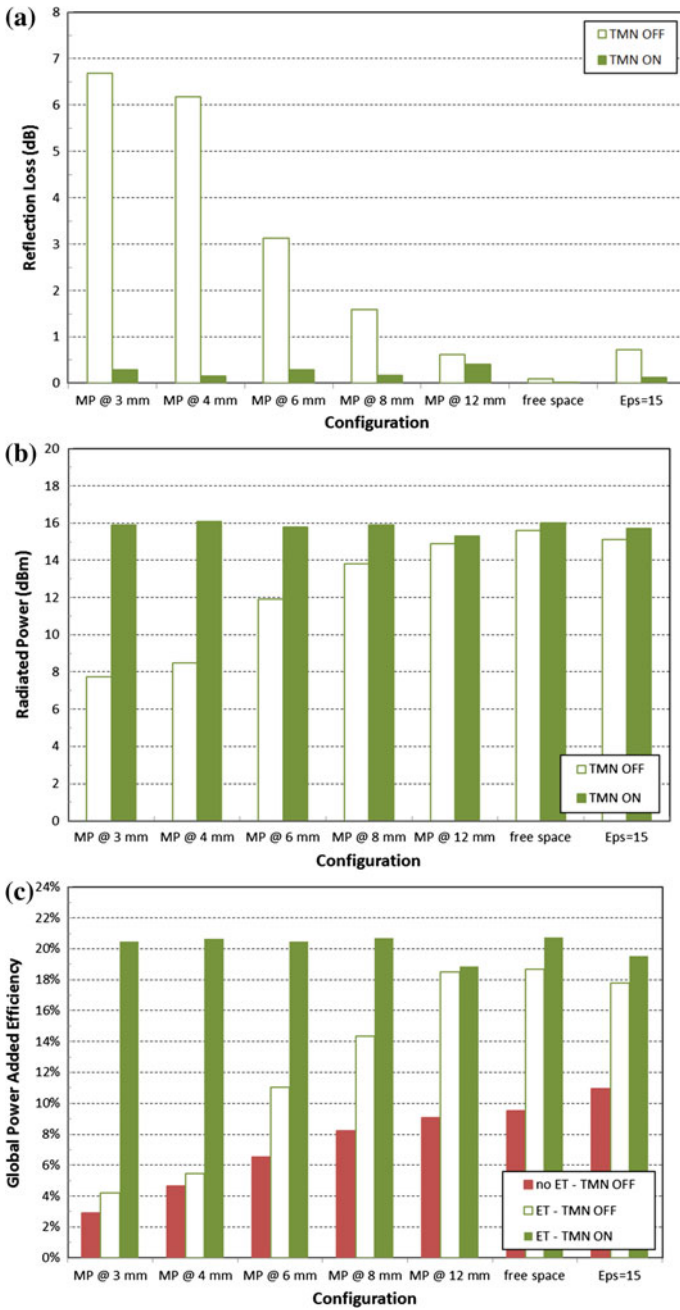 (a)
8
7
6
5
4
3
2
1
0
Reflection Loss (dB)
TMN OFF
TMN ON
MP @ 3 mm MP @ 4 mm MP @ 6 mm MP @ 8 mm MP @ 12 mm free space Eps=15
Configuration
(b)
20
18
16
14
12
10
8
6
4
2
0
Radiated Power (dBm)
TMN OFF
TMN ON
MP @ 3 mm MP @ 4 mm MP @ 6 mm MP @ 8 mm MP @ 12 mm free space Eps=15
Configuration
(c)
24%
22%
20%
18%
16%
14%
12%
10%
8%
6%
4%
2%
0%
Global Power Added Efficiency
no ET - TMN OFF
ET - TMN OFF
ET - TMN ON
MP @ 3 mm MP @ 4 mm MP @ 6 mm MP @ 8 mm MP @ 12 mm free space Eps=15
Configuration